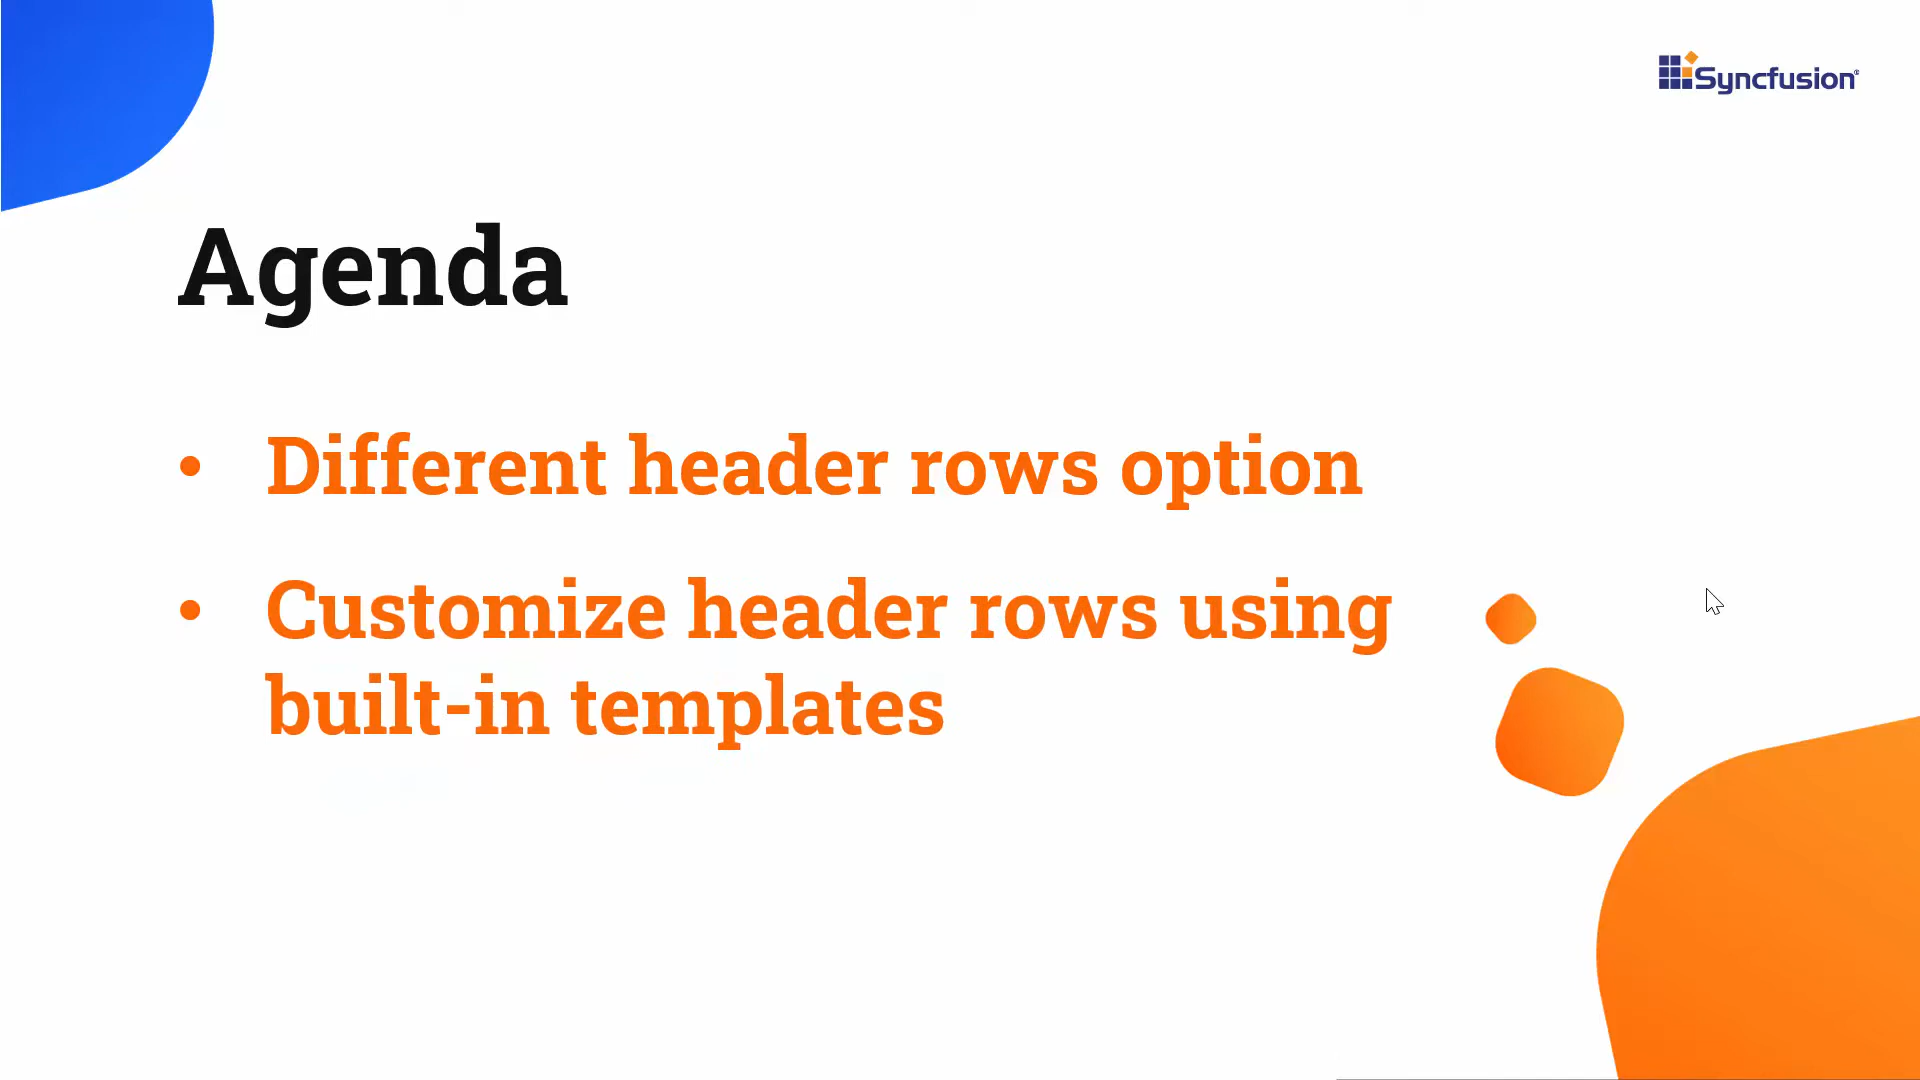 Syncfusion®
Agenda
• Different header rows option
• Customize header rows using
built-in templates